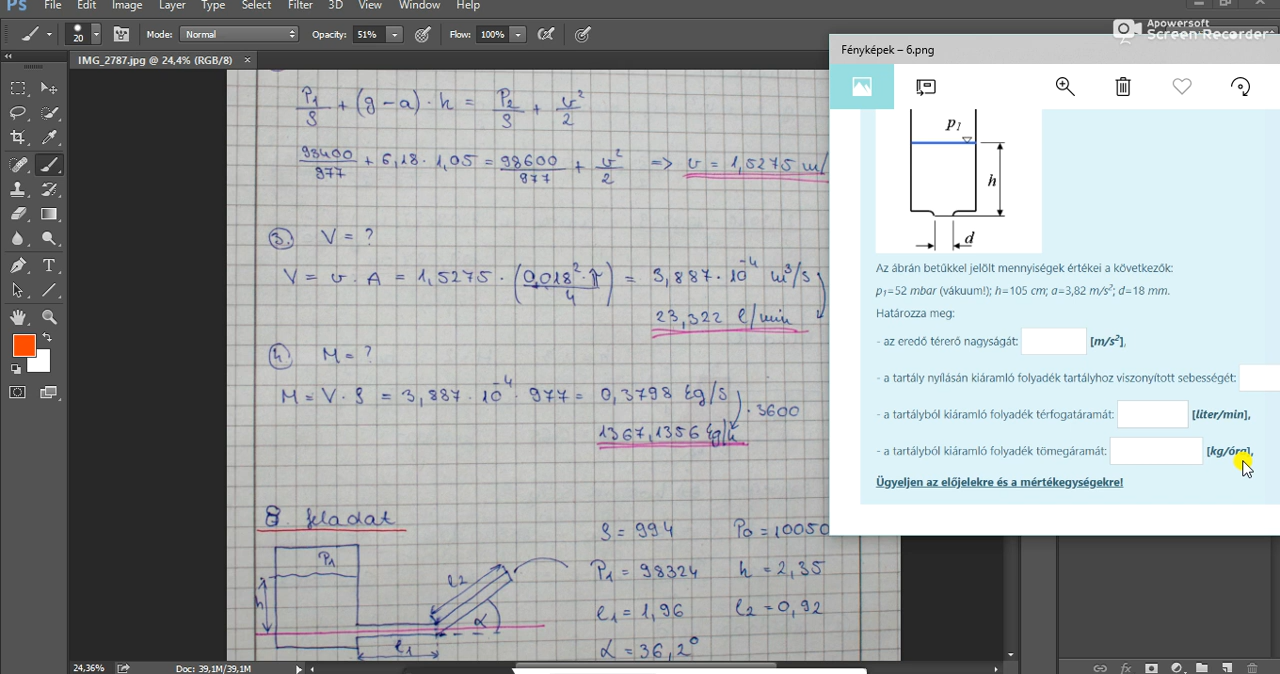 File Edit Image Layer Type Select Filter 3D View Window Help
20 Mode: Normal Opacity: 51% Flow: 100%
Apowersoft
Screen Recorder
IMG_2787.jpg @ 24,4% (RGB/8) ×
P₁/ρ + (g-a)·h = P₂/ρ + v²/2
98400/977 + 6,18·1,05 = 98600/977 + v²/2 => v = 1,5275 m/
3. V = ?
V = v·A = 1,5275·(0,018²·π/4) = 3,887·10⁻⁴ m³/s
23,322 l/min
4. M = ?
M = V·ρ = 3,887·10⁻⁴·977 = 0,3798 kg/s
·3600
1367,1356 kg/h
8. feladat
P₁
h
l₂
α
l₁
ρ = 994 P₀ = 10050
P₁ = 98324 h = 2,35
l₁ = 1,96 l₂ = 0,92
α = 36,2°
Fényképek – 6.png
p₁
h
d
Az ábrán betűkkel jelölt mennyiségek értékei a következők:
p₁=52 mbar (vákuum!); h=105 cm; a=3,82 m/s²; d=18 mm.
Határozza meg:
- az eredő térerő nagyságát: [m/s²],
- a tartály nyílásán kiáramló folyadék tartályhoz viszonyított sebességét:
- a tartályból kiáramló folyadék térfogatáramát: [liter/min],
- a tartályból kiáramló folyadék tömegáramát: [kg/óra],
Ügyeljen az előjelekre és a mértékegységekre!
24,36% Doc: 39,1M/39,1M